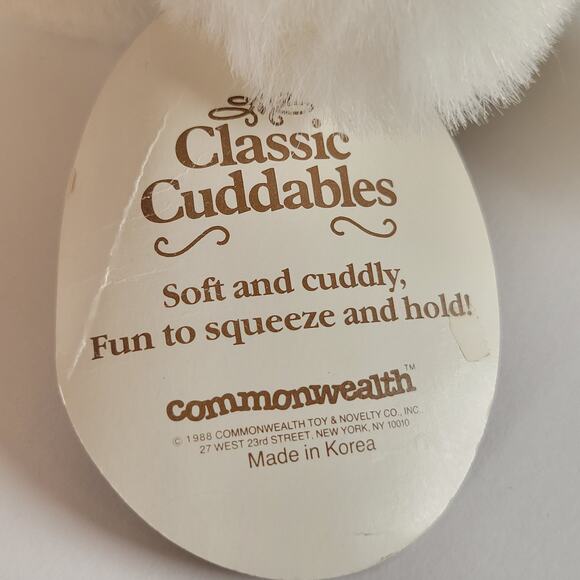 Classic
Cuddables
Soft and cuddly,
Fun to squeeze and hold!
commonwealth™
© 1988 COMMONWEALTH TOY & NOVELTY CO., INC.
27 WEST 23rd STREET, NEW YORK, NY 10010
Made in Korea